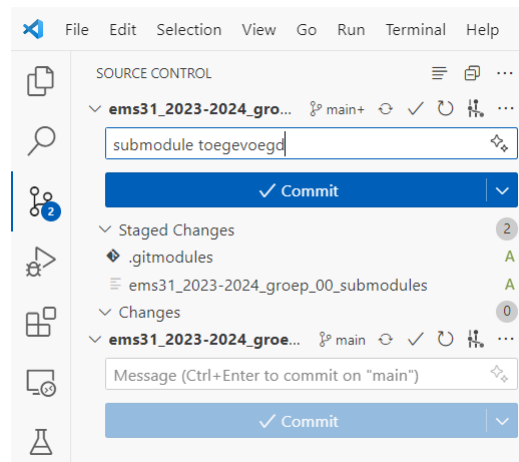 File Edit Selection View Go Run Terminal Help
SOURCE CONTROL
ems31_2023-2024_gro... main+
submodule toegevoegd
Commit
2
Staged Changes 2
.gitmodules A
ems31_2023-2024_groep_00_submodules A
Changes 0
ems31_2023-2024_groe... main
Message (Ctrl+Enter to commit on "main")
Commit